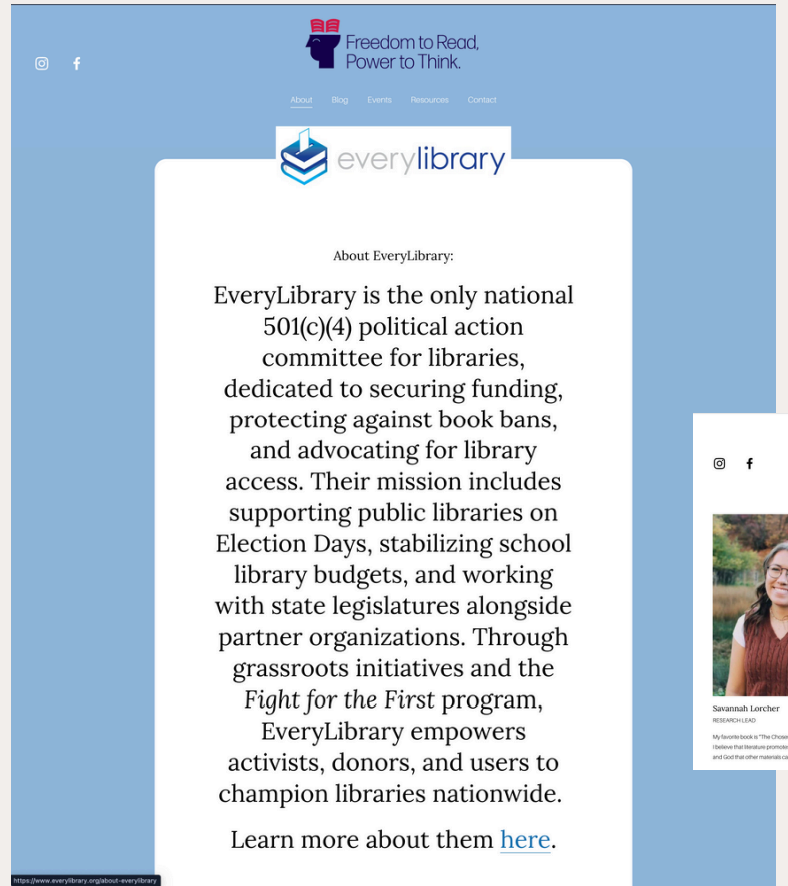 Freedom to Read,
Power to Think.
About Blog Events Resources Contact
everylibrary
About EveryLibrary:
EveryLibrary is the only national
501(c)(4) political action
committee for libraries,
dedicated to securing funding,
protecting against book bans,
and advocating for library
access. Their mission includes
supporting public libraries on
Election Days, stabilizing school
library budgets, and working
with state legislatures alongside
partner organizations. Through
grassroots initiatives and the
Fight for the First program,
EveryLibrary empowers
activists, donors, and users to
champion libraries nationwide.
Learn more about them here.
https://www.everylibrary.org/about-everylibrary
Savannah Lorcher
RESEARCH LEAD
My favorite book is "The Chose
I believe that literature promote
and God that other materials ca